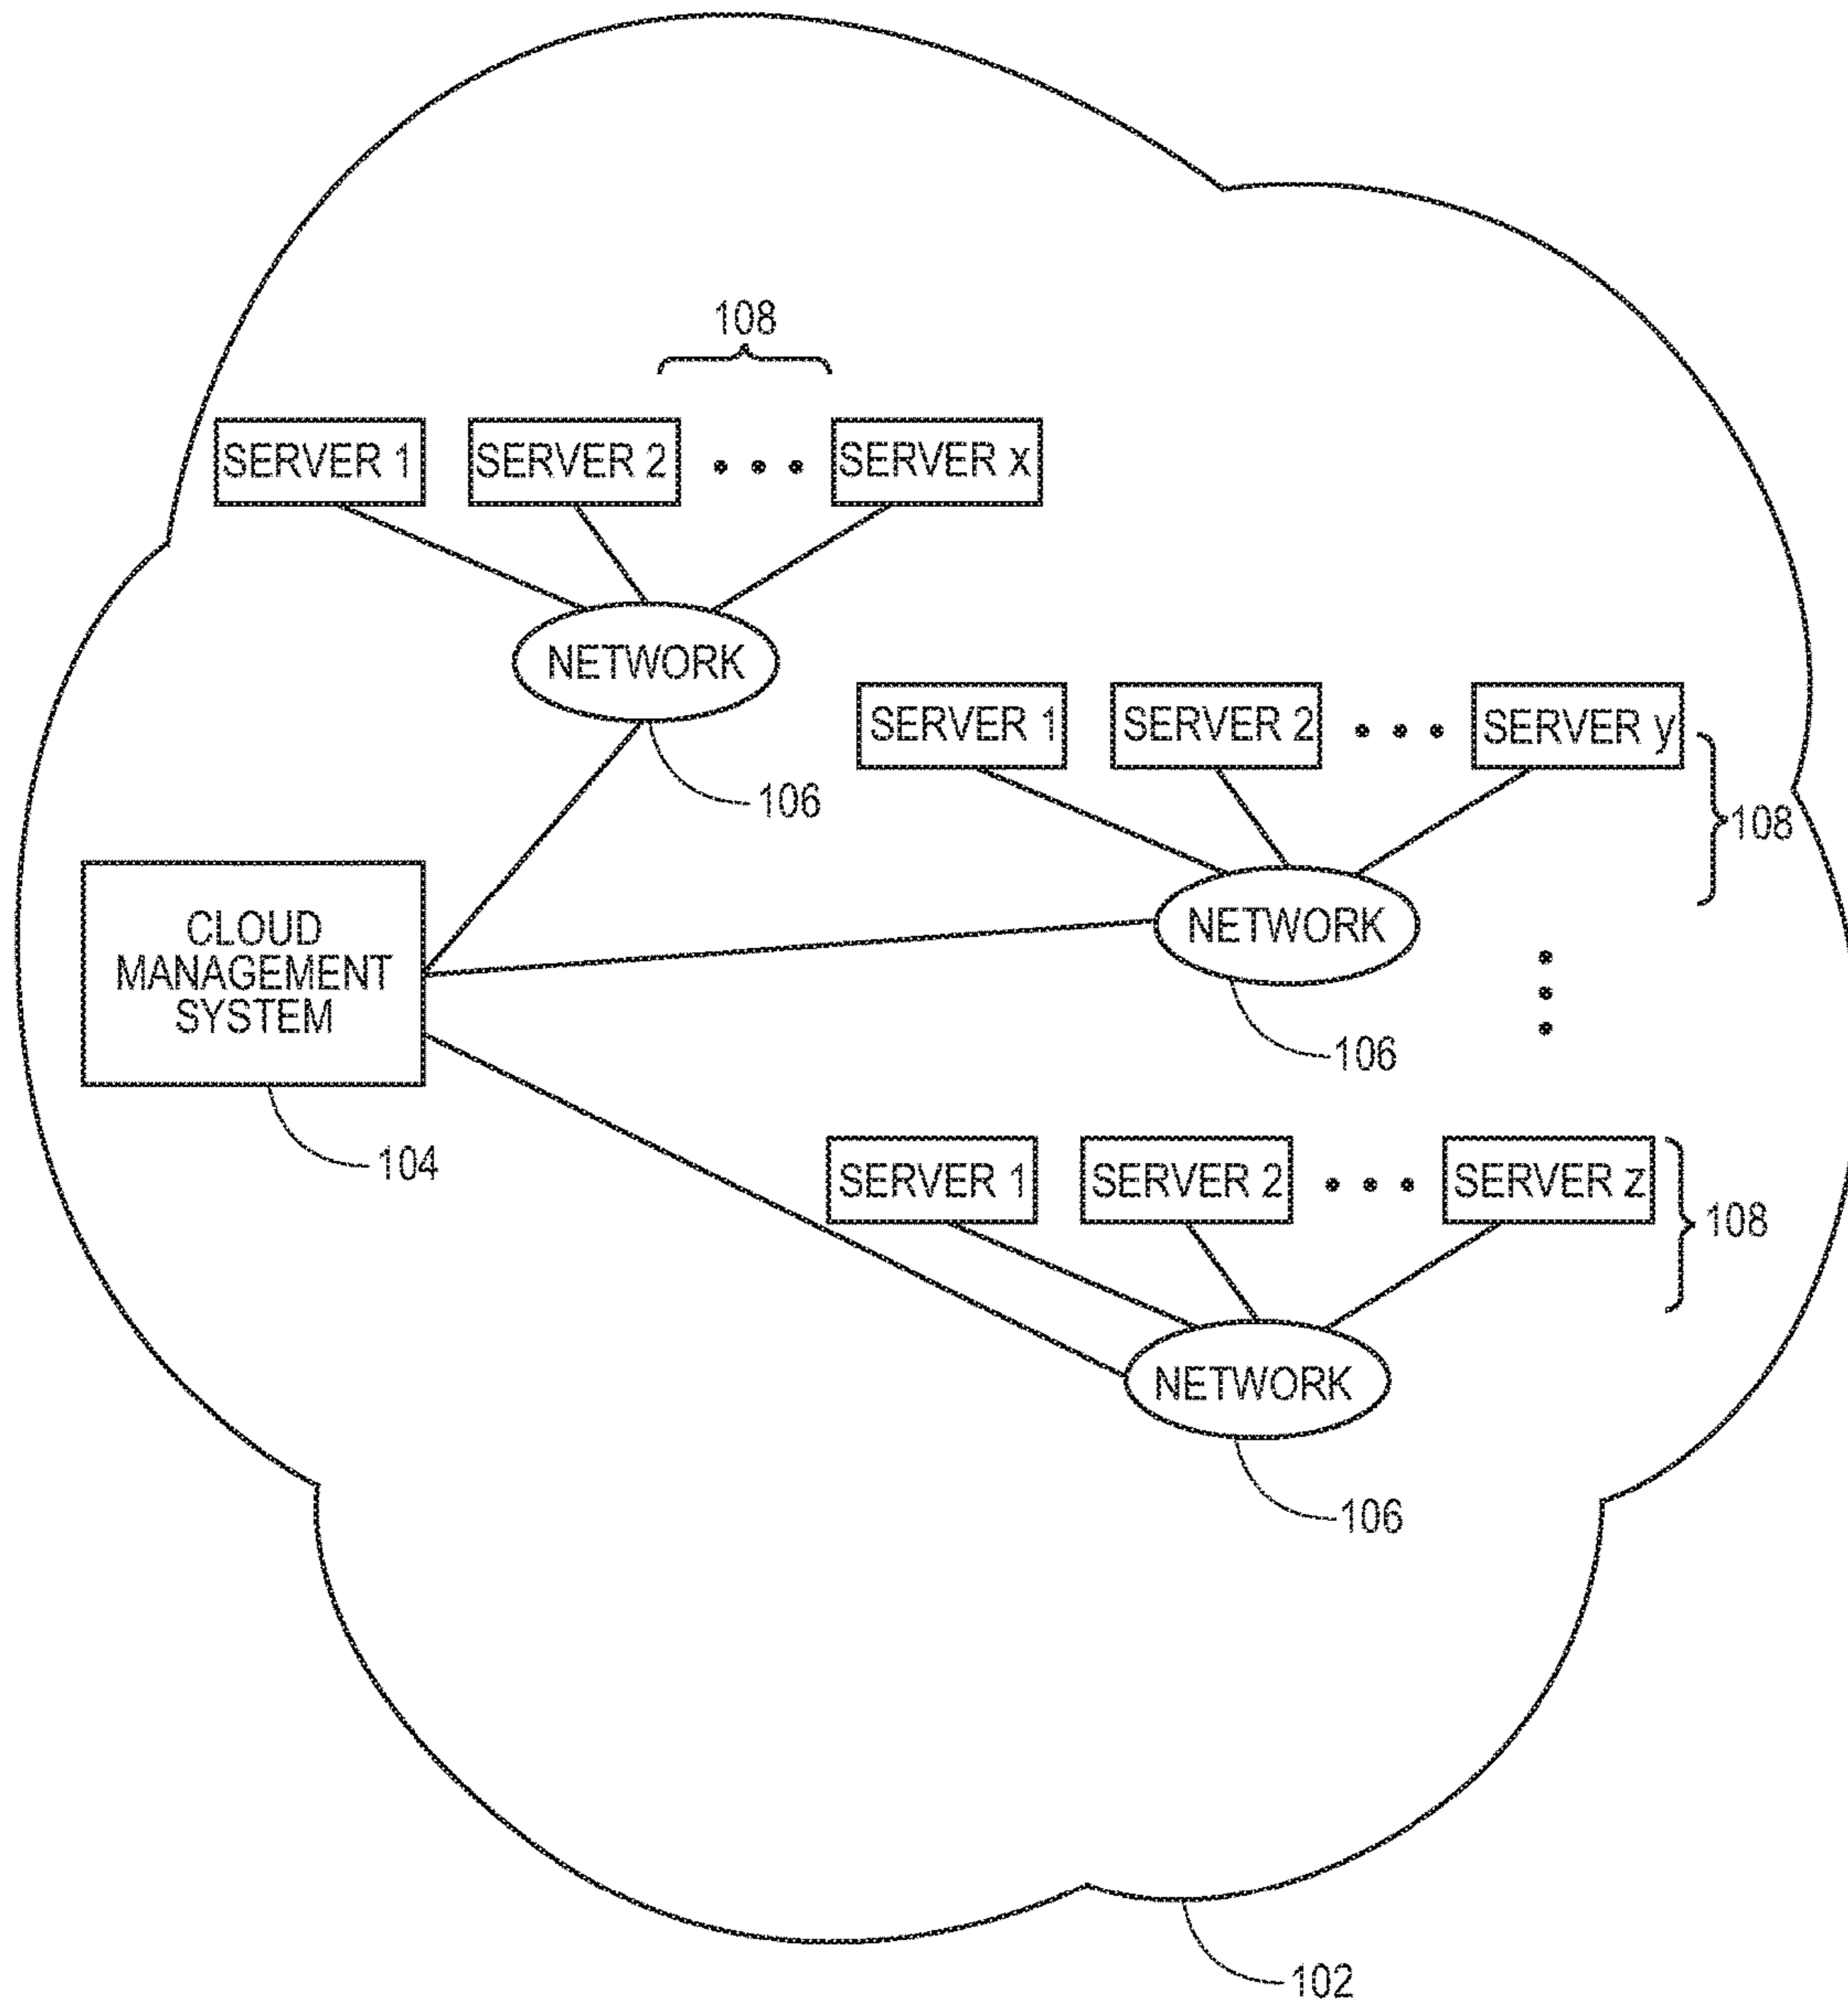 108
SERVER 1 SERVER 2 • • • SERVER x
NETWORK
106
SERVER 1 SERVER 2 • • • SERVER y
108
NETWORK
106
CLOUD
MANAGEMENT
SYSTEM
104
SERVER 1 SERVER 2 • • • SERVER z
108
NETWORK
106
102